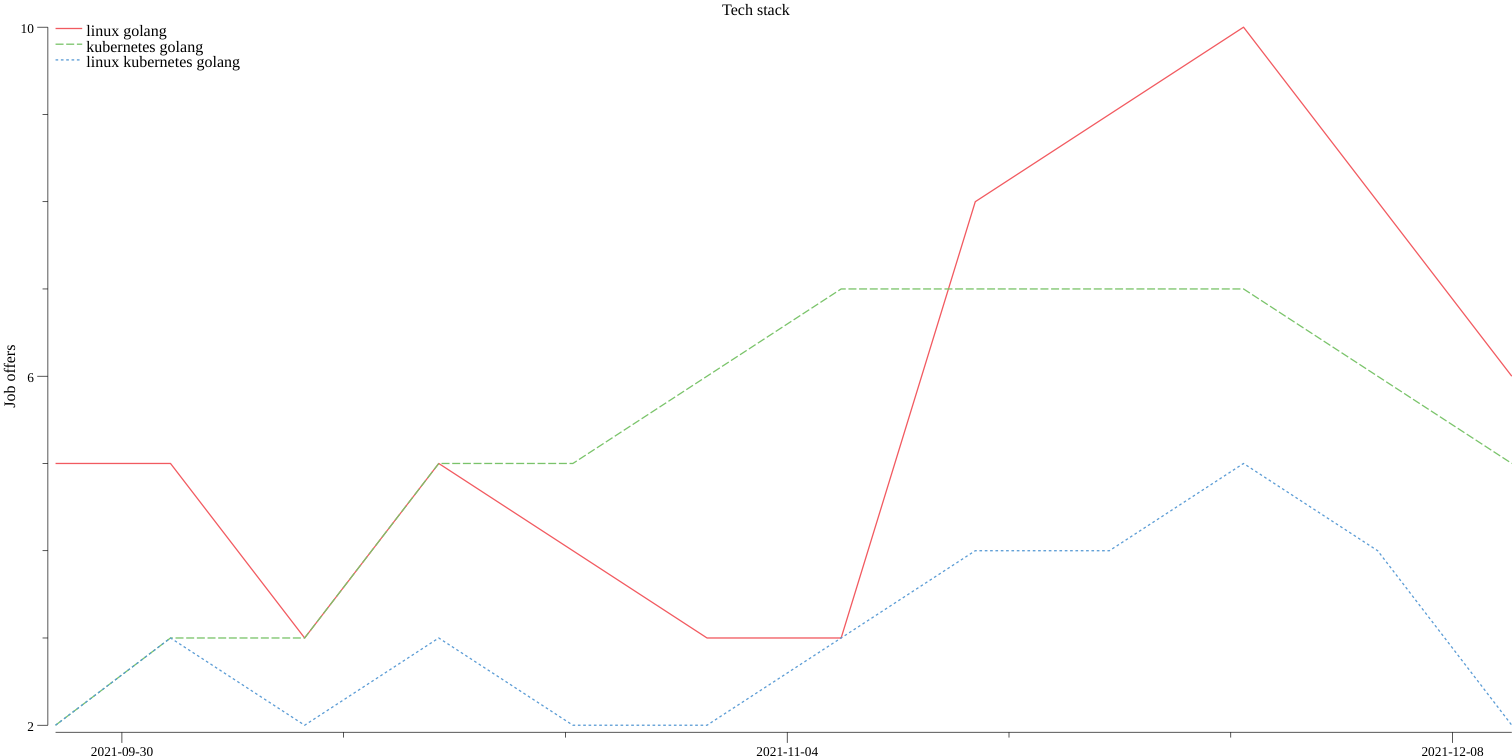 Tech stack
10
linux golang
kubernetes golang
linux kubernetes golang
Job offers
6
2
2021-09-30
2021-11-04
2021-12-08